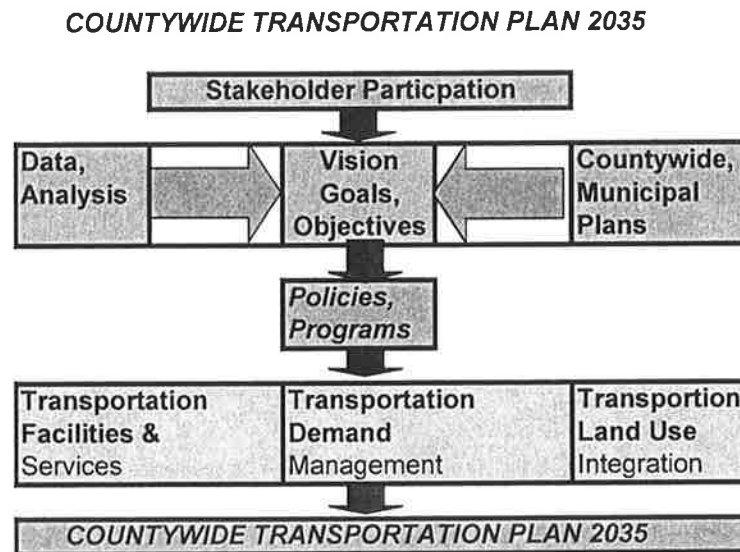 COUNTYWIDE TRANSPORTATION PLAN 2035
Stakeholder Particpation
Data,
Analysis
Vision
Goals,
Objectives
Countywide,
Municipal
Plans
Policies,
Programs
Transportation
Facilities &
Services
Transportation
Demand
Management
Transportion
Land Use
Integration
COUNTYWIDE TRANSPORTATION PLAN 2035